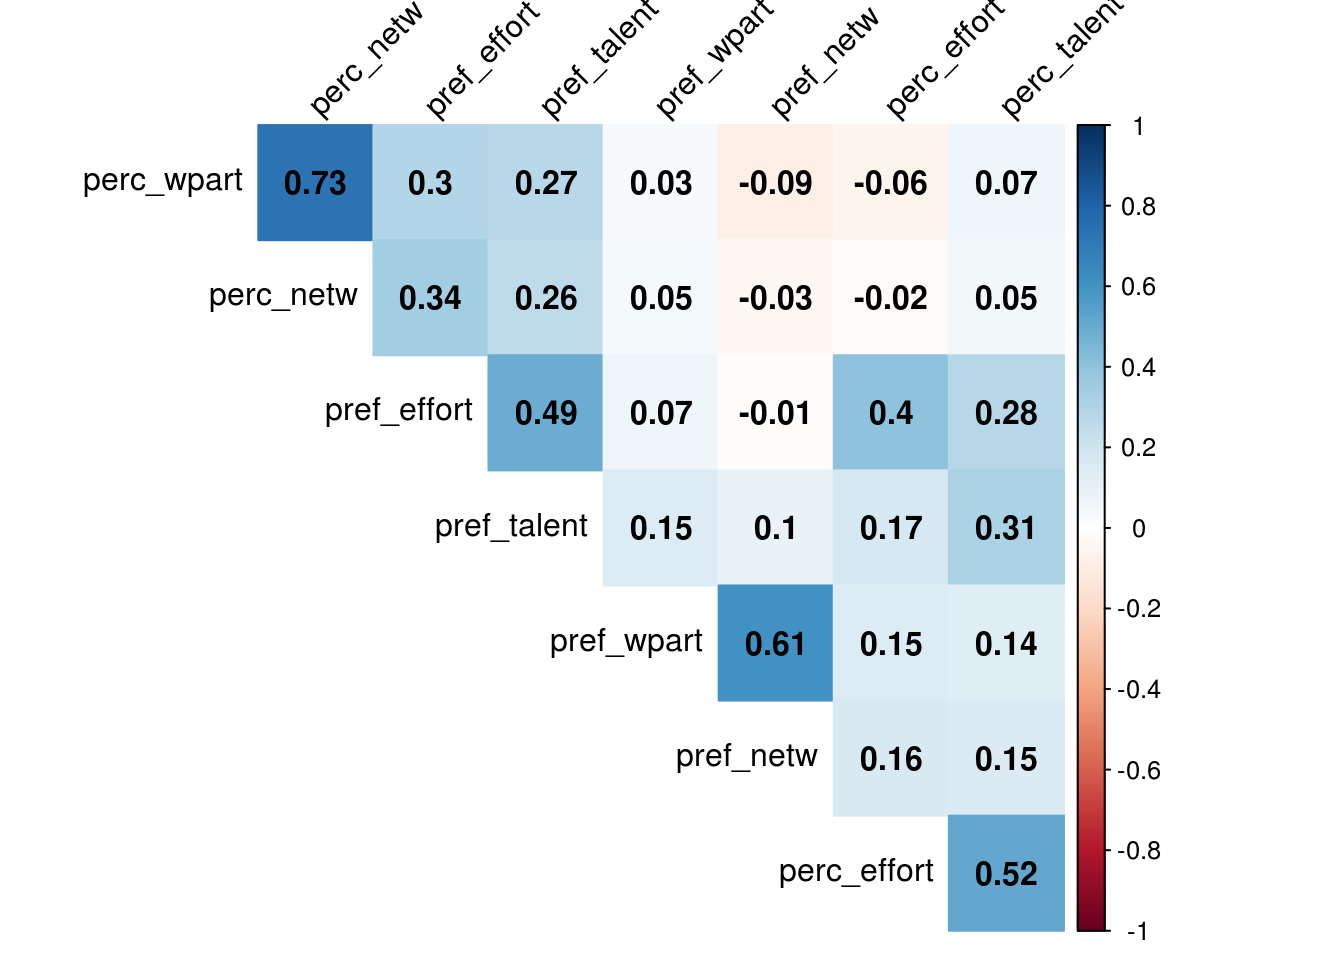 perc_netw pref_effort pref_talent pref_wpart pref_netw perc_effort perc_talent
perc_wpart 0.73 0.3 0.27 0.03 -0.09 -0.06 0.07
perc_netw 0.34 0.26 0.05 -0.03 -0.02 0.05
pref_effort 0.49 0.07 -0.01 0.4 0.28
pref_talent 0.15 0.1 0.17 0.31
pref_wpart 0.61 0.15 0.14
pref_netw 0.16 0.15
perc_effort 0.52
1
0.8
0.6
0.4
0.2
0
-0.2
-0.4
-0.6
-0.8
-1